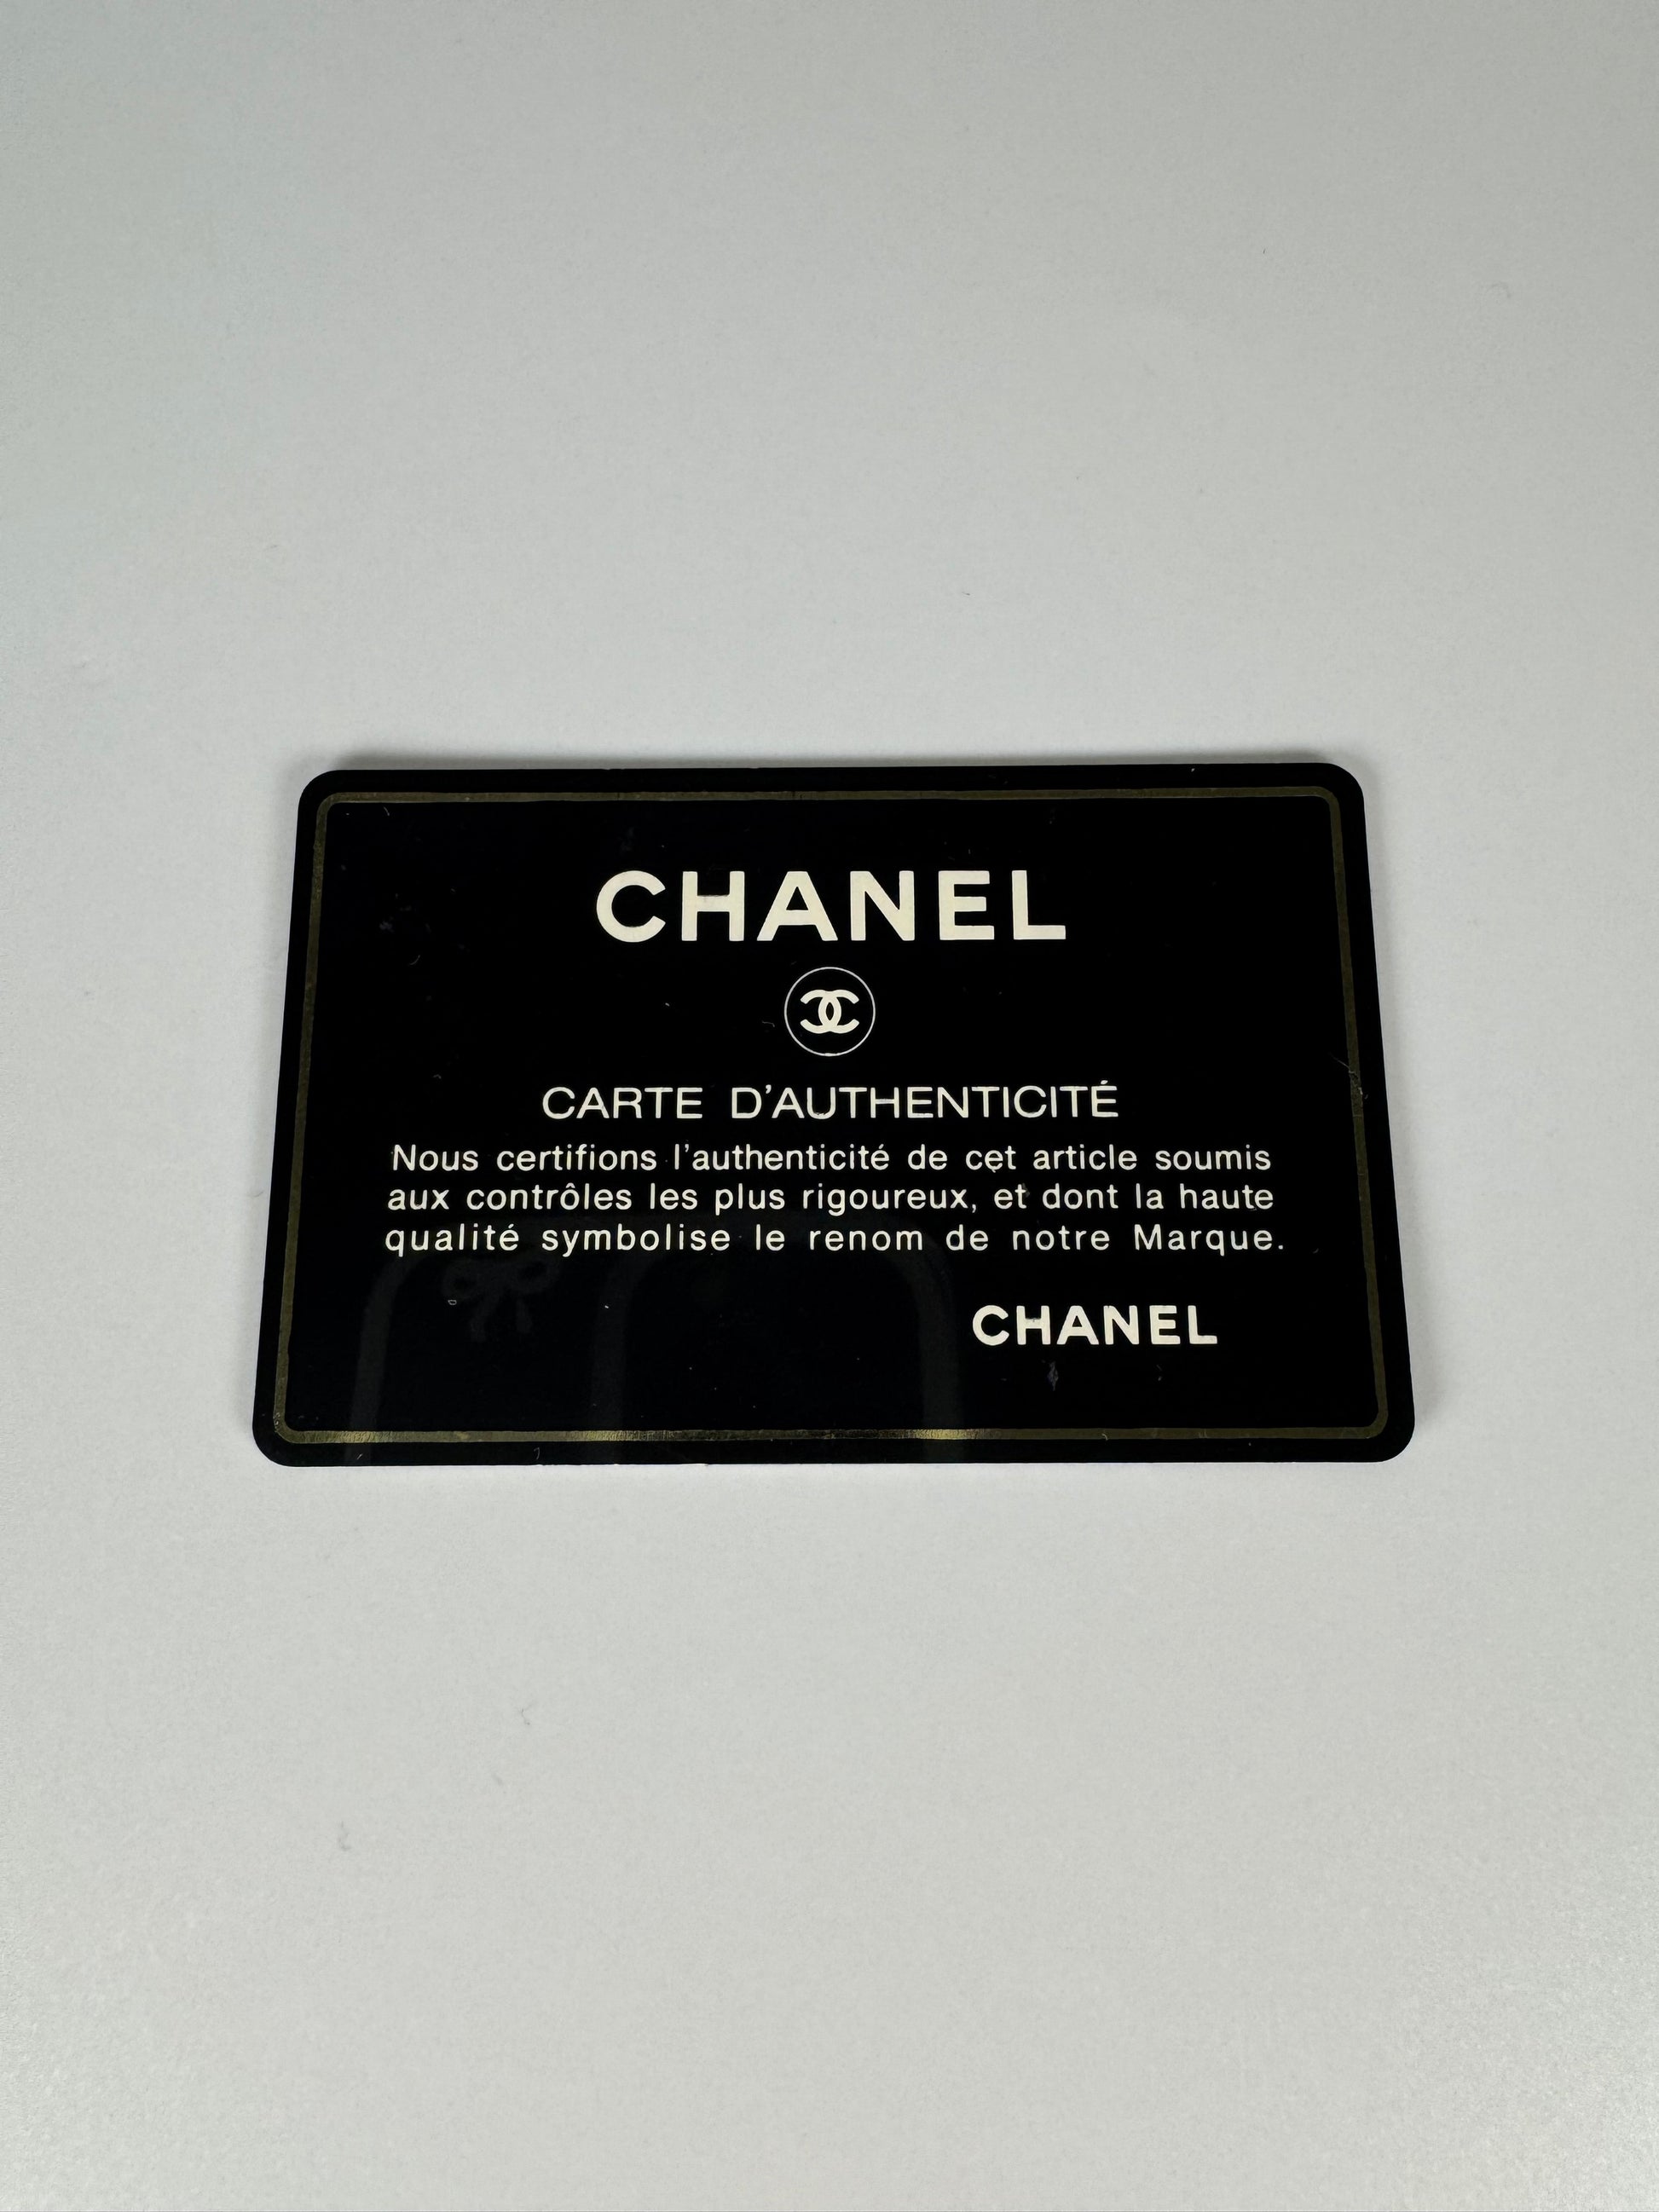 CHANEL
CARTE D'AUTHENTICITÉ
Nous certifions l'authenticité de cet article soumis
aux contrôles les plus rigoureux, et dont la haute
qualité symbolise le renom de notre Marque.
CHANEL